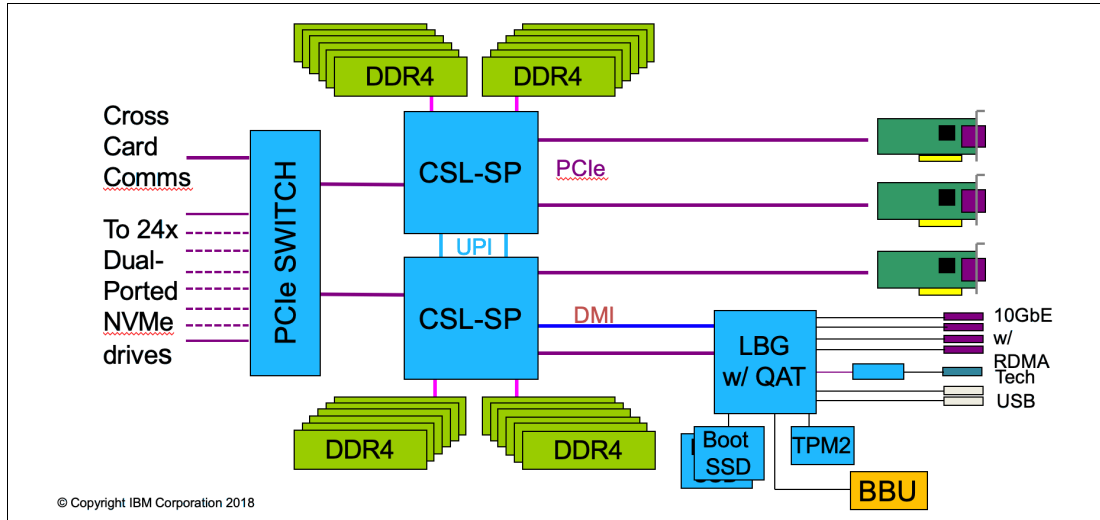 DDR4
DDR4
Cross
Card
Comms
To 24x
Dual-
Ported
NVMe
drives
PCIe SWITCH
CSL-SP
PCIe
UPI
CSL-SP
DMI
DDR4
DDR4
LBG
w/ QAT
10GbE
w/
RDMA
Tech
USB
Boot
SSD
TPM2
BBU
© Copyright IBM Corporation 2018